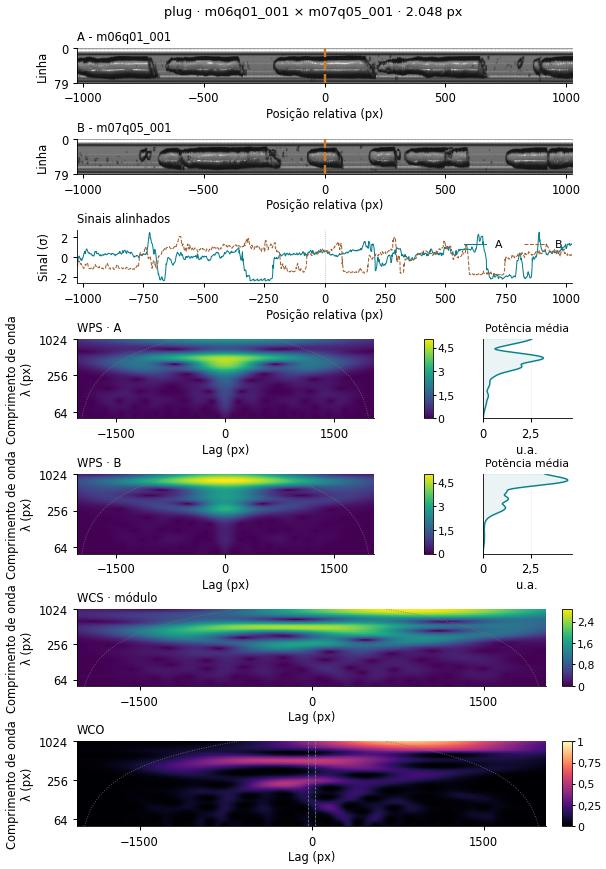 plug · m06q01_001 × m07q05_001 · 2.048 px
A - m06q01_001
0
79
Linha
−1000 −500 0 500 1000
Posição relativa (px)
B - m07q05_001
0
79
Linha
−1000 −500 0 500 1000
Posição relativa (px)
Sinais alinhados
2
0
-2
Sinal (σ)
A B
−1000 −750 −500 −250 0 250 500 750 1000
Posição relativa (px)
WPS · A
1024
256
64
Comprimento de onda
λ (px)
−1500 0 1500
Lag (px)
4,5
3
1,5
0
Potência média
0 2,5
u.a.
WPS · B
1024
256
64
Comprimento de onda
λ (px)
−1500 0 1500
Lag (px)
4,5
3
1,5
0
Potência média
0 2,5
u.a.
WCS · módulo
1024
256
64
Comprimento de onda
λ (px)
−1500 0 1500
Lag (px)
2,4
1,6
0,8
0
WCO
1024
256
64
Comprimento de onda
λ (px)
−1500 0 1500
Lag (px)
1
0,75
0,5
0,25
0